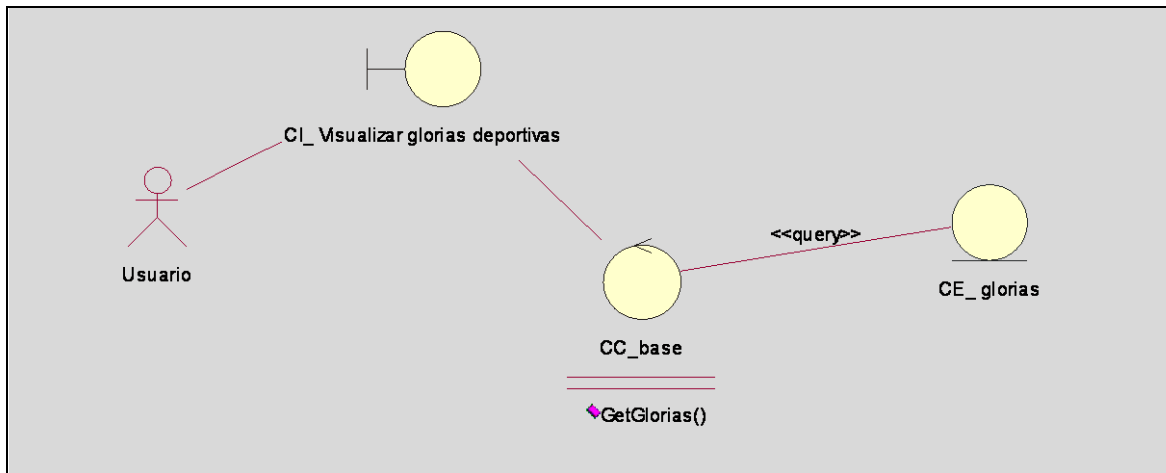 CI_ Visualizar glorias deportivas
Usuario
<<query>>
CE_ glorias
CC_base
GetGlorias()